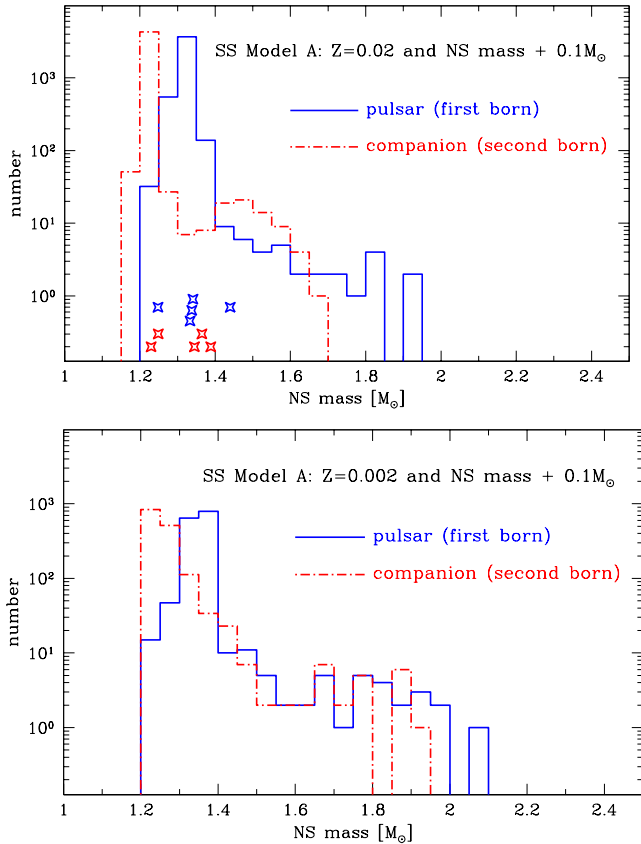 SS Model A: Z=0.02 and NS mass + 0.1M☉
pulsar (first born)
companion (second born)
number
10³
10²
10¹
10⁰
1 1.2 1.4 1.6 1.8 2 2.2 2.4
NS mass [M☉]
SS Model A: Z=0.002 and NS mass + 0.1M☉
pulsar (first born)
companion (second born)
number
10³
10²
10¹
10⁰
1 1.2 1.4 1.6 1.8 2 2.2 2.4
NS mass [M☉]